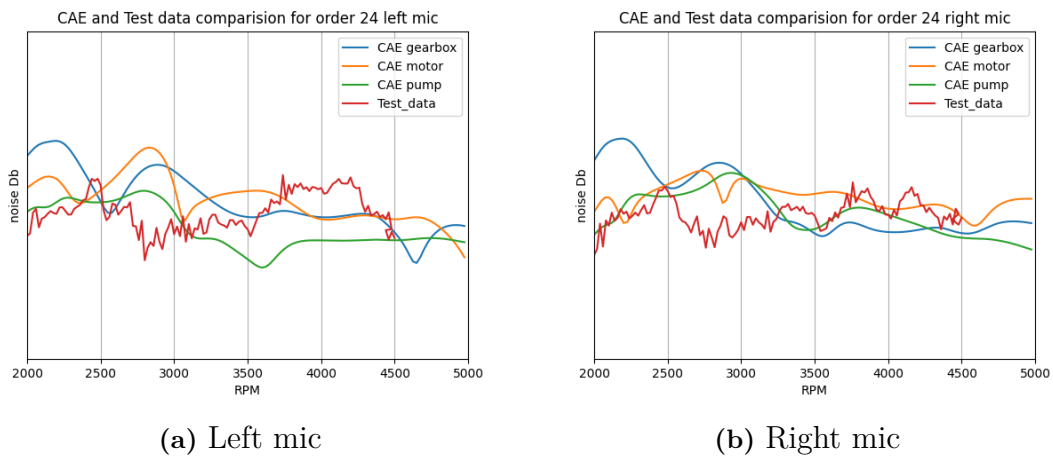 CAE and Test data comparision for order 24 left mic
CAE gearbox
CAE motor
CAE pump
Test_data
noise Db
2000 2500 3000 3500 4000 4500 5000
RPM
(a) Left mic
CAE and Test data comparision for order 24 right mic
CAE gearbox
CAE motor
CAE pump
Test_data
noise Db
2000 2500 3000 3500 4000 4500 5000
RPM
(b) Right mic